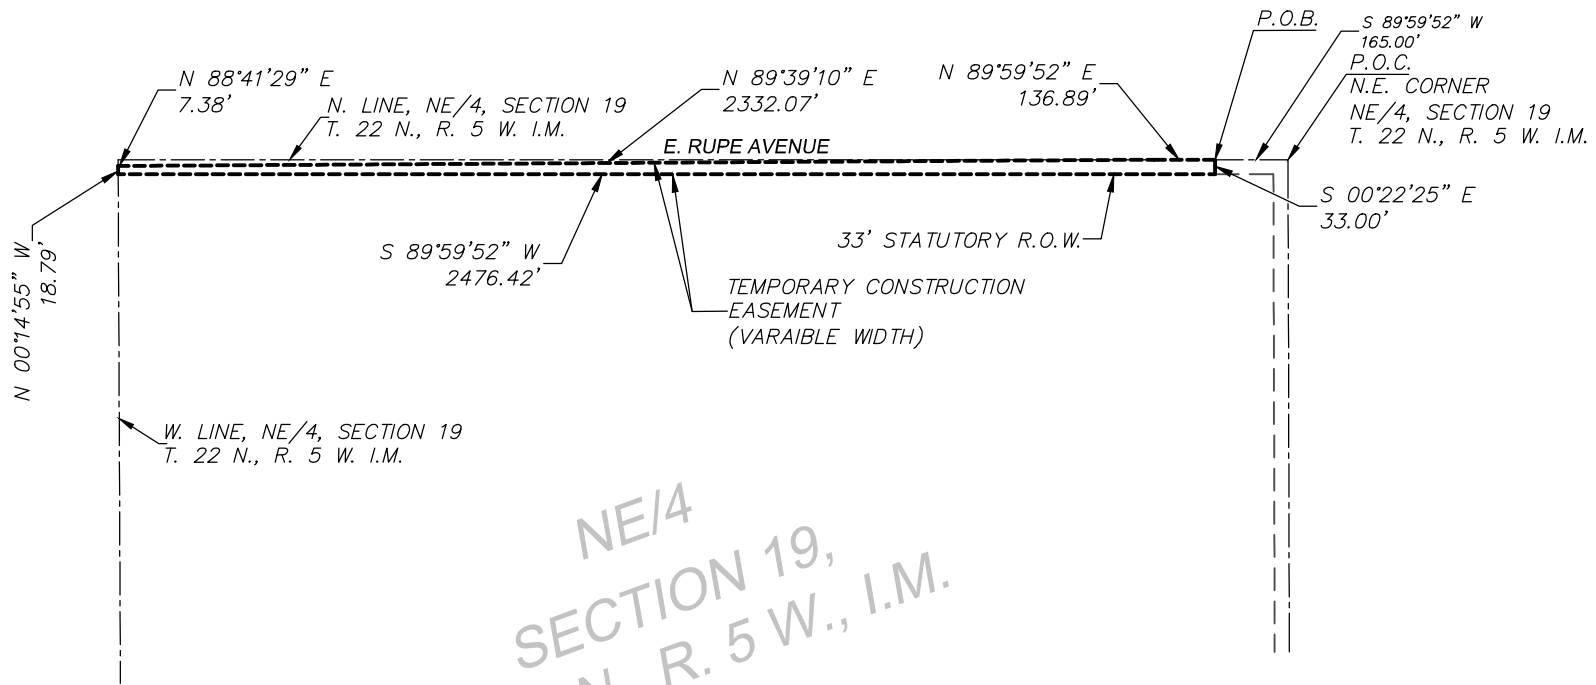 P.O.B.
S 89°59'52" W
165.00'
P.O.C.
N.E. CORNER
NE/4, SECTION 19
T. 22 N., R. 5 W. I.M.
N 88°41'29" E
7.38'
N. LINE, NE/4, SECTION 19
T. 22 N., R. 5 W. I.M.
N 89°39'10" E
2332.07'
N 89°59'52" E
136.89'
E. RUPE AVENUE
S 00°22'25" E
33.00'
N 00°14'55" W
18.79'
S 89°59'52" W
2476.42'
33' STATUTORY R.O.W.
TEMPORARY CONSTRUCTION
EASEMENT
(VARAIBLE WIDTH)
W. LINE, NE/4, SECTION 19
T. 22 N., R. 5 W. I.M.
NE/4
SECTION 19,
N., R. 5 W., I.M.